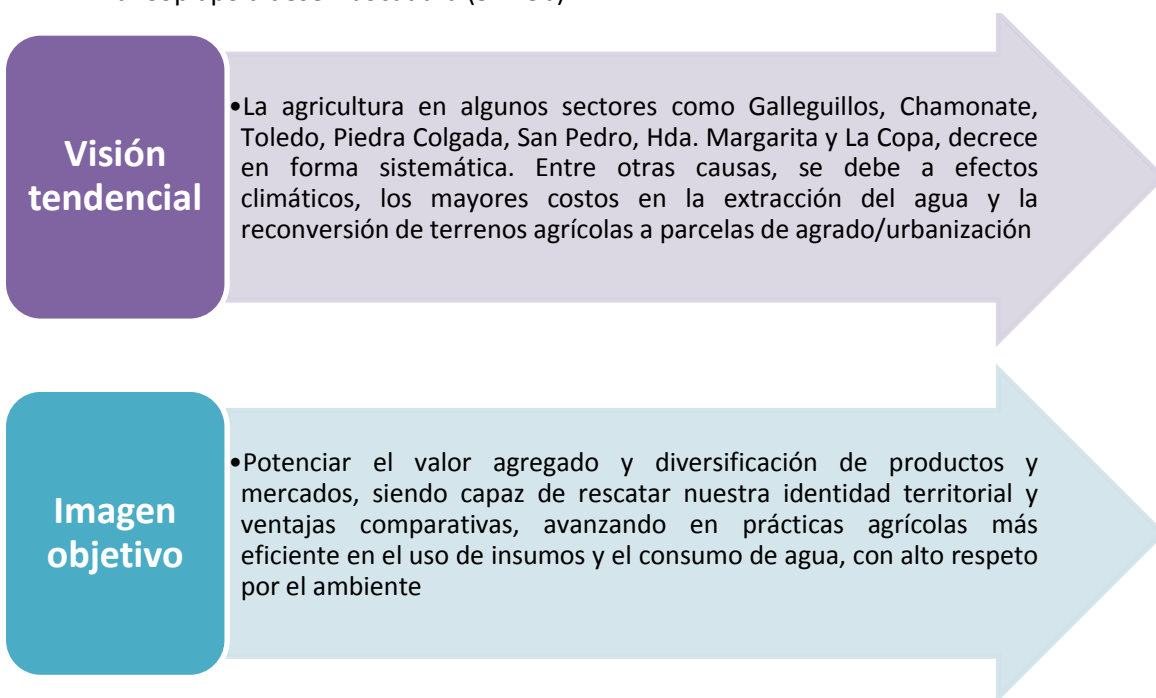 Visión
tendencial
•La agricultura en algunos sectores como Galleguillos, Chamonate,
Toledo, Piedra Colgada, San Pedro, Hda. Margarita y La Copa, decrece
en forma sistemática. Entre otras causas, se debe a efectos
climáticos, los mayores costos en la extracción del agua y la
reconversión de terrenos agrícolas a parcelas de agrado/urbanización
Imagen
objetivo
•Potenciar el valor agregado y diversificación de productos y
mercados, siendo capaz de rescatar nuestra identidad territorial y
ventajas comparativas, avanzando en prácticas agrícolas más
eficiente en el uso de insumos y el consumo de agua, con alto respeto
por el ambiente